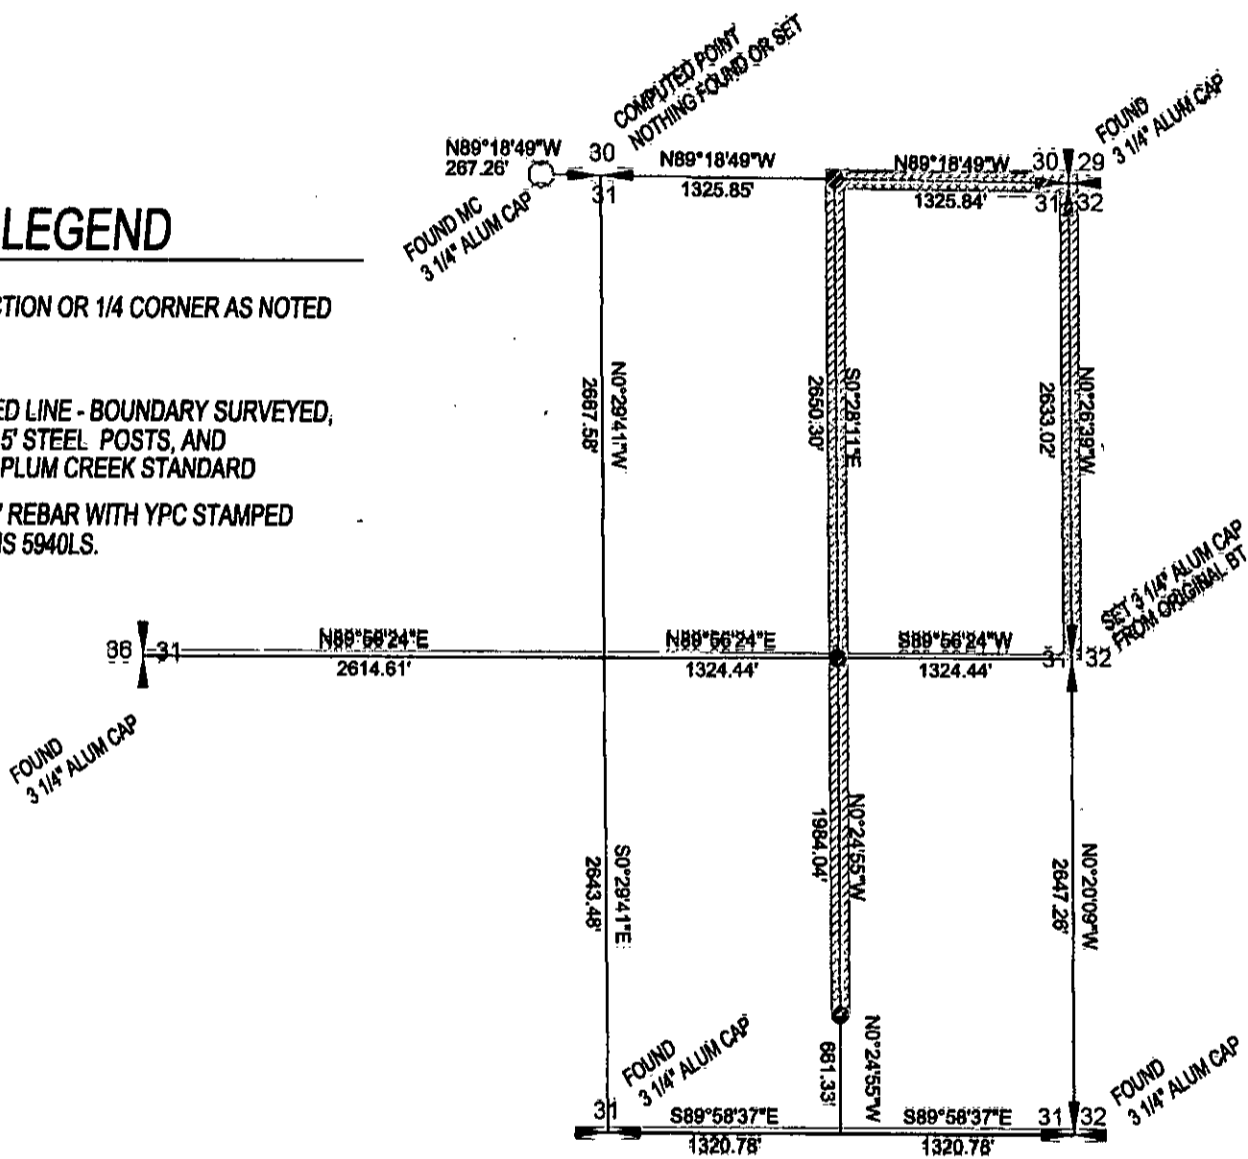 COMPUTED POINT
NOTHING FOUND OR SET
FOUND
3 1/4" ALUM CAP
N89°18'49"W
267.26'
30
31
N89°18'49"W
1325.85'
N89°18'49"W
1325.84'
30 29
31 32
FOUND MC
3 1/4" ALUM CAP
LEGEND
CTION OR 1/4 CORNER AS NOTED
ED LINE - BOUNDARY SURVEYED,
5' STEEL POSTS, AND
PLUM CREEK STANDARD
" REBAR WITH YPC STAMPED
NS 5940LS.
N0°29'41"W
2687.58'
S0°28'11"E
2650.30'
N0°26'39"W
2633.02'
SET 3 1/4" ALUM CAP
FROM ORIGINAL BT
36 31
N89°56'24"E
2614.61'
N89°56'24"E
1324.44'
S89°56'24"W
1324.44'
31 32
FOUND
3 1/4" ALUM CAP
S0°29'41"E
2643.48'
N0°24'55"W
1984.04'
N0°20'09"W
2647.26'
N0°24'55"W
661.33'
FOUND
3 1/4" ALUM CAP
31
S89°58'37"E
1320.78'
S89°58'37"E
1320.78'
31 32
FOUND
3 1/4" ALUM CAP